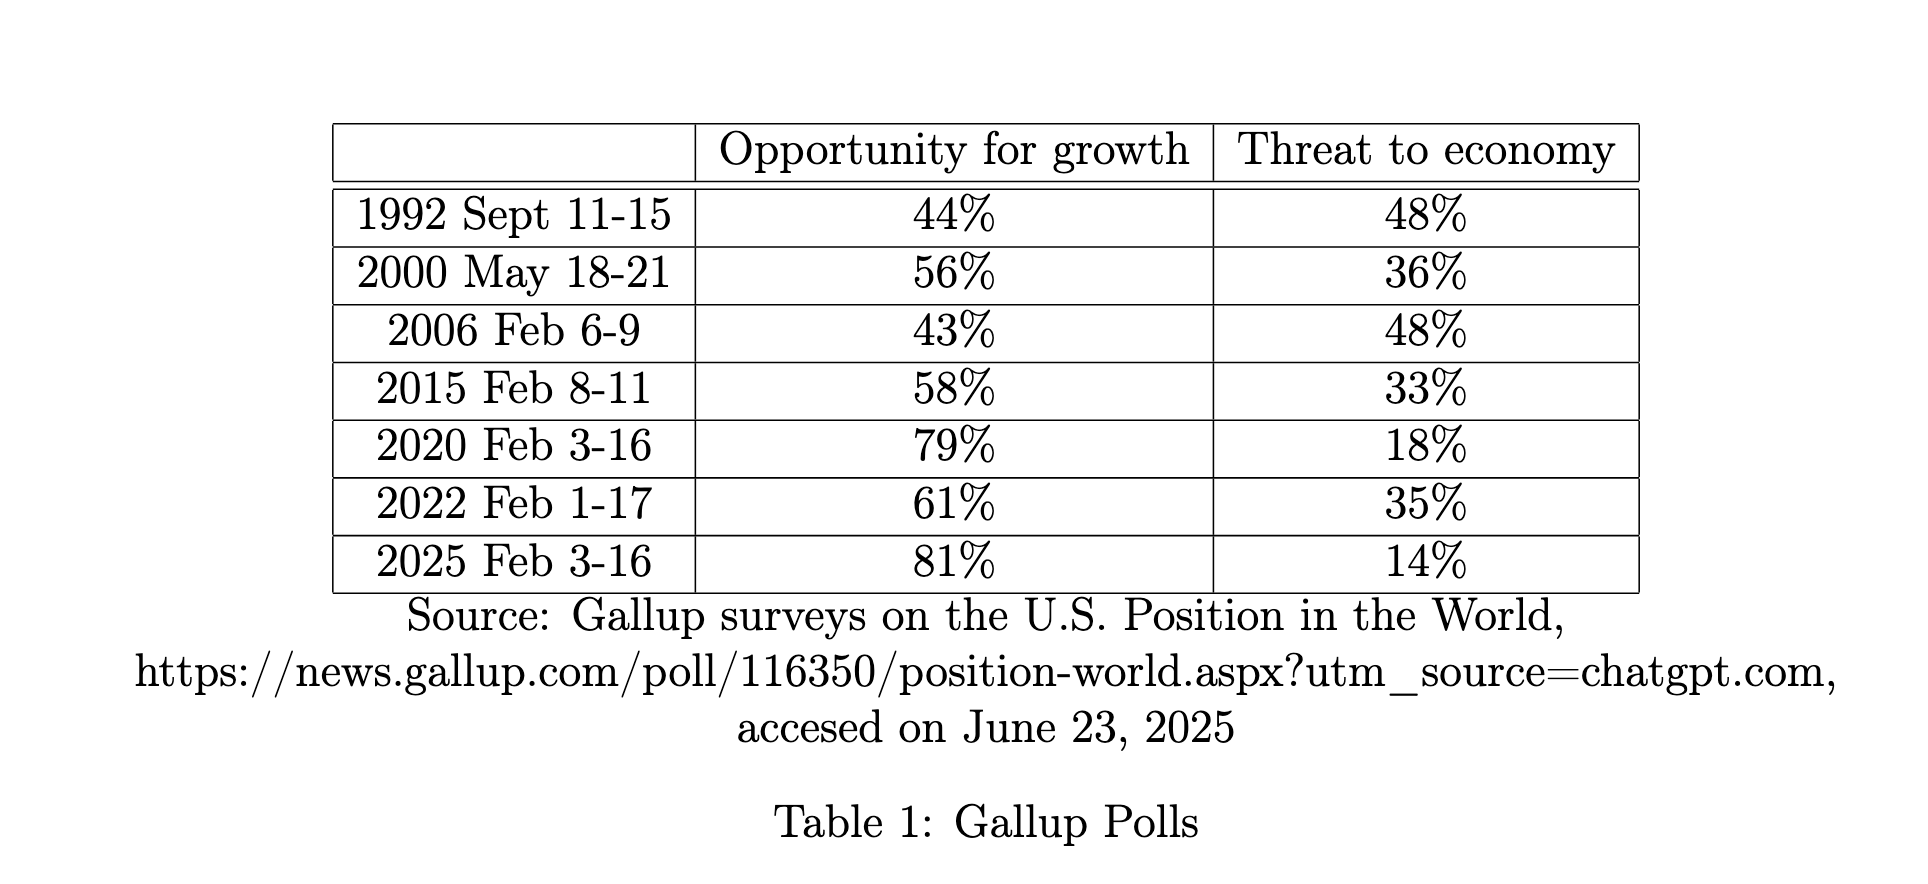 Opportunity for growth Threat to economy
1992 Sept 11-15 44% 48%
2000 May 18-21 56% 36%
2006 Feb 6-9 43% 48%
2015 Feb 8-11 58% 33%
2020 Feb 3-16 79% 18%
2022 Feb 1-17 61% 35%
2025 Feb 3-16 81% 14%
Source: Gallup surveys on the U.S. Position in the World,
https://news.gallup.com/poll/116350/position-world.aspx?utm_source=chatgpt.com,
accesed on June 23, 2025
Table 1: Gallup Polls